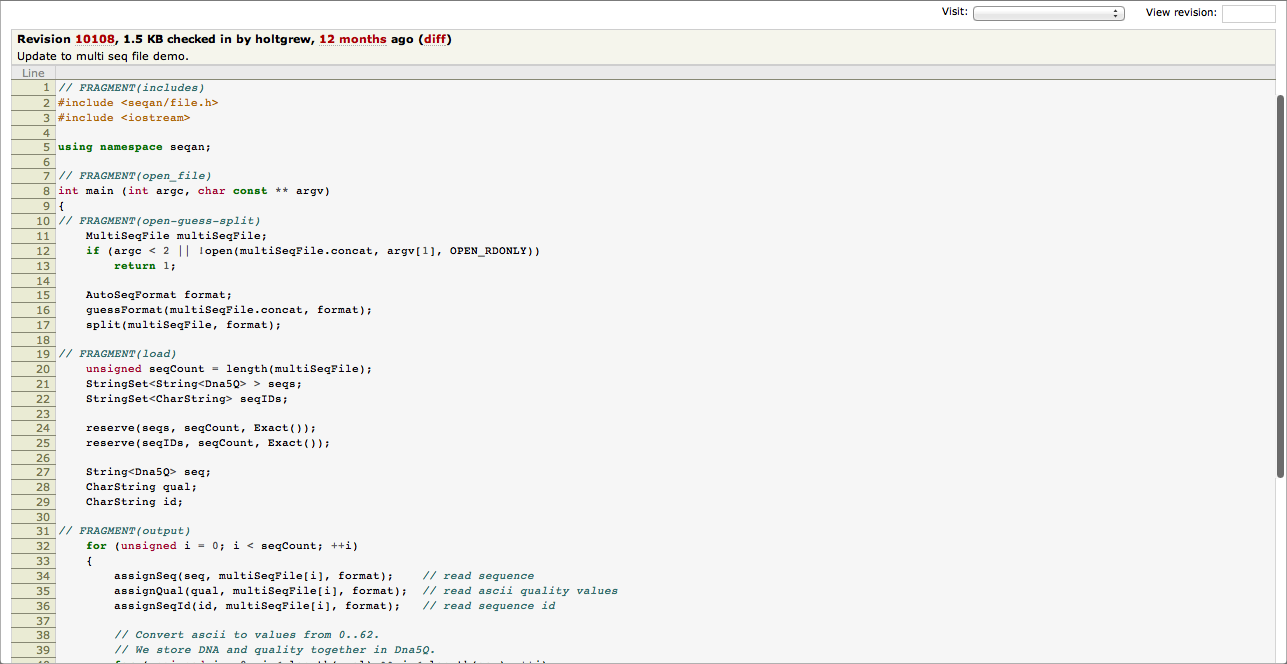 Visit: View revision:
Revision 10108, 1.5 KB checked in by holtgrew, 12 months ago (diff)
Update to multi seq file demo.
Line
1 // FRAGMENT(includes)
2 #include <seqan/file.h>
3 #include <iostream>
4
5 using namespace seqan;
6
7 // FRAGMENT(open_file)
8 int main (int argc, char const ** argv)
9 {
10 // FRAGMENT(open-guess-split)
11     MultiSeqFile multiSeqFile;
12     if (argc < 2 || !open(multiSeqFile.concat, argv[1], OPEN_RDONLY))
13         return 1;
14
15     AutoSeqFormat format;
16     guessFormat(multiSeqFile.concat, format);
17     split(multiSeqFile, format);
18
19 // FRAGMENT(load)
20     unsigned seqCount = length(multiSeqFile);
21     StringSet<String<Dna5Q> > seqs;
22     StringSet<CharString> seqIDs;
23
24     reserve(seqs, seqCount, Exact());
25     reserve(seqIDs, seqCount, Exact());
26
27     String<Dna5Q> seq;
28     CharString qual;
29     CharString id;
30
31 // FRAGMENT(output)
32     for (unsigned i = 0; i < seqCount; ++i)
33     {
34         assignSeq(seq, multiSeqFile[i], format);    // read sequence
35         assignQual(qual, multiSeqFile[i], format);  // read ascii quality values
36         assignSeqId(id, multiSeqFile[i], format);   // read sequence id
37
38         // Convert ascii to values from 0..62.
39         // We store DNA and quality together in Dna5Q.